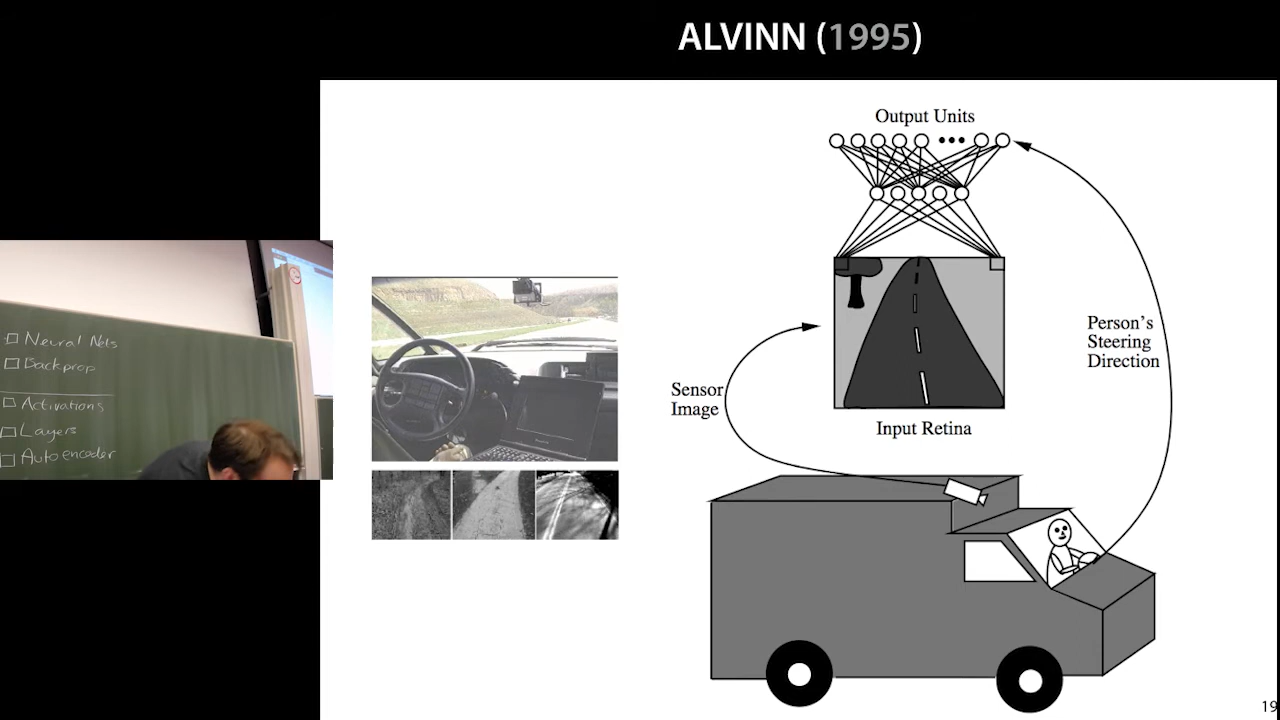 ALVINN (1995)
Output Units
Sensor
Image
Input Retina
Person's
Steering
Direction
Neural Nets
Backprop
Activations
Layers
Autoencoder
19